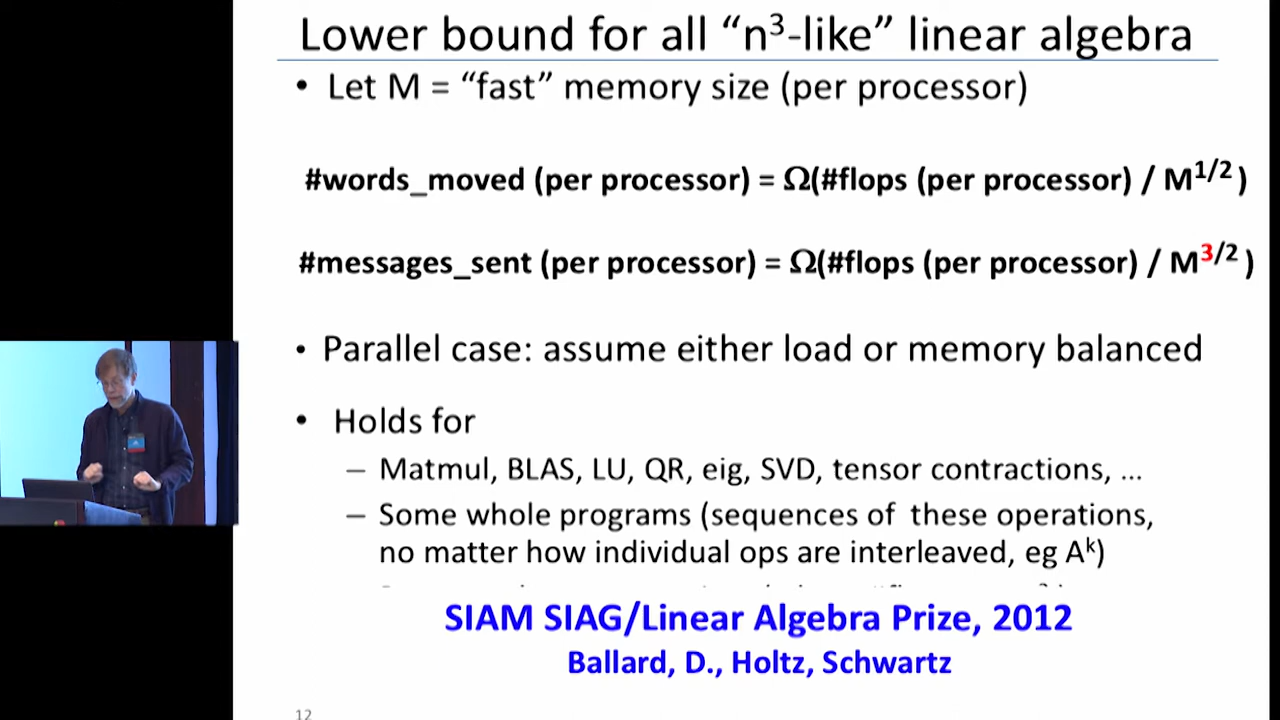 Lower bound for all “n³-like” linear algebra
• Let M = “fast” memory size (per processor)
#words_moved (per processor) = Ω(#flops (per processor) / M^1/2 )
#messages_sent (per processor) = Ω(#flops (per processor) / M^3/2 )
• Parallel case: assume either load or memory balanced
• Holds for
– Matmul, BLAS, LU, QR, eig, SVD, tensor contractions, …
– Some whole programs (sequences of these operations,
no matter how individual ops are interleaved, eg Aᵏ)
SIAM SIAG/Linear Algebra Prize, 2012
Ballard, D., Holtz, Schwartz
12